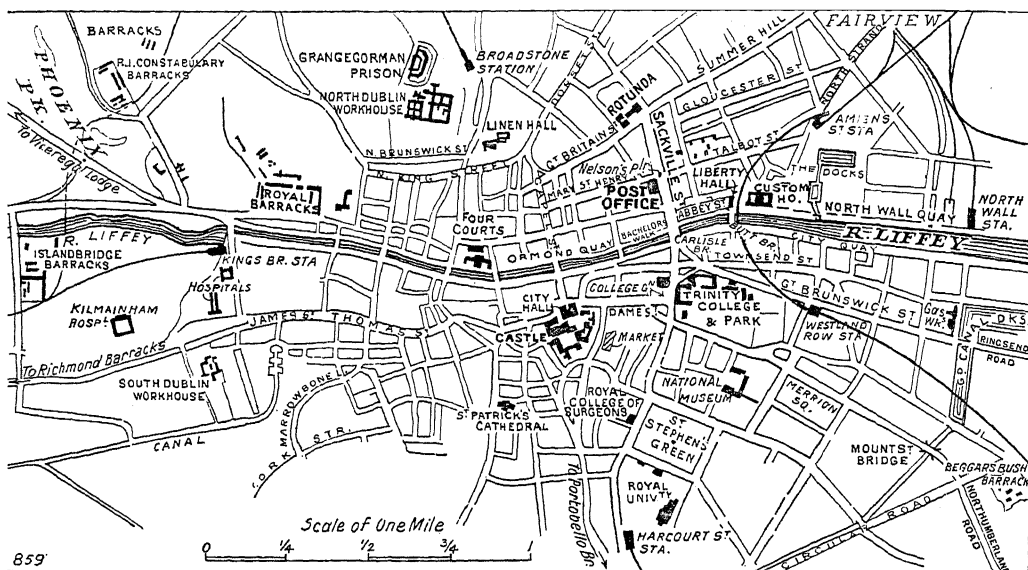 BARRACKS
R.I. CONSTABULARY
BARRACKS
PHOENIX
PK.
To Viceregal Lodge
GRANGEGORMAN
PRISON
NORTH DUBLIN
WORKHOUSE
BROADSTONE
STATION
DORSET ST
SUMMER HILL
FAIRVIEW
NORTH STRAND
GLOUCESTER ST
ROTUNDA
LINEN HALL
N. BRUNSWICK ST
N. KING STREET
GT BRITAIN S
SACKVILLE ST
TALBOT ST
AMIENS
ST STA
Nelson's Plr
MARY ST
HENRY
POST
OFFICE
LIBERTY
HALL
THE DOCKS
CUSTOM
HO.
NORTH WALL QUAY
NORTH
WALL
STA.
ROYAL
BARRACKS
FOUR
COURTS
ORMOND QUAY
BACHELORS
WALK
ABBEY ST
R. LIFFEY
CARLISLE
BR.
BUTT BR.
CITY QUAY
TOWNSEND ST
R. LIFFEY
ISLANDBRIDGE
BARRACKS
KINGS BR. STA
HOSPITALS
KILMAINHAM
HOSPL
CITY
HALL
CASTLE
COLLEGE GN
DAME ST
MARKET
TRINITY
COLLEGE
& PARK
GT BRUNSWICK ST
WESTLAND
ROW STA
Gas
Wks
GD CANAL DKS
RINGSEND
ROAD
JAMES ST
THOMAS S
To Richmond Barracks
SOUTH DUBLIN
WORKHOUSE
CANAL
CORK
MARROWBONE L
STR.
ST PATRICK'S
CATHEDRAL
ROYAL
COLLEGE OF
SURGEONS
NATIONAL
MUSEUM
ST
STEPHEN'S
GREEN
MERRION
SQ.
MOUNT ST
BRIDGE
BEGGARS BUSH
BARRACKS
ROYAL
UNIVTY
To Portobello Br.
HARCOURT ST
STA.
CIRCULAR ROAD
NORTHUMBERLAND
ROAD
Scale of One Mile
0 1/4 1/2 3/4 1
859